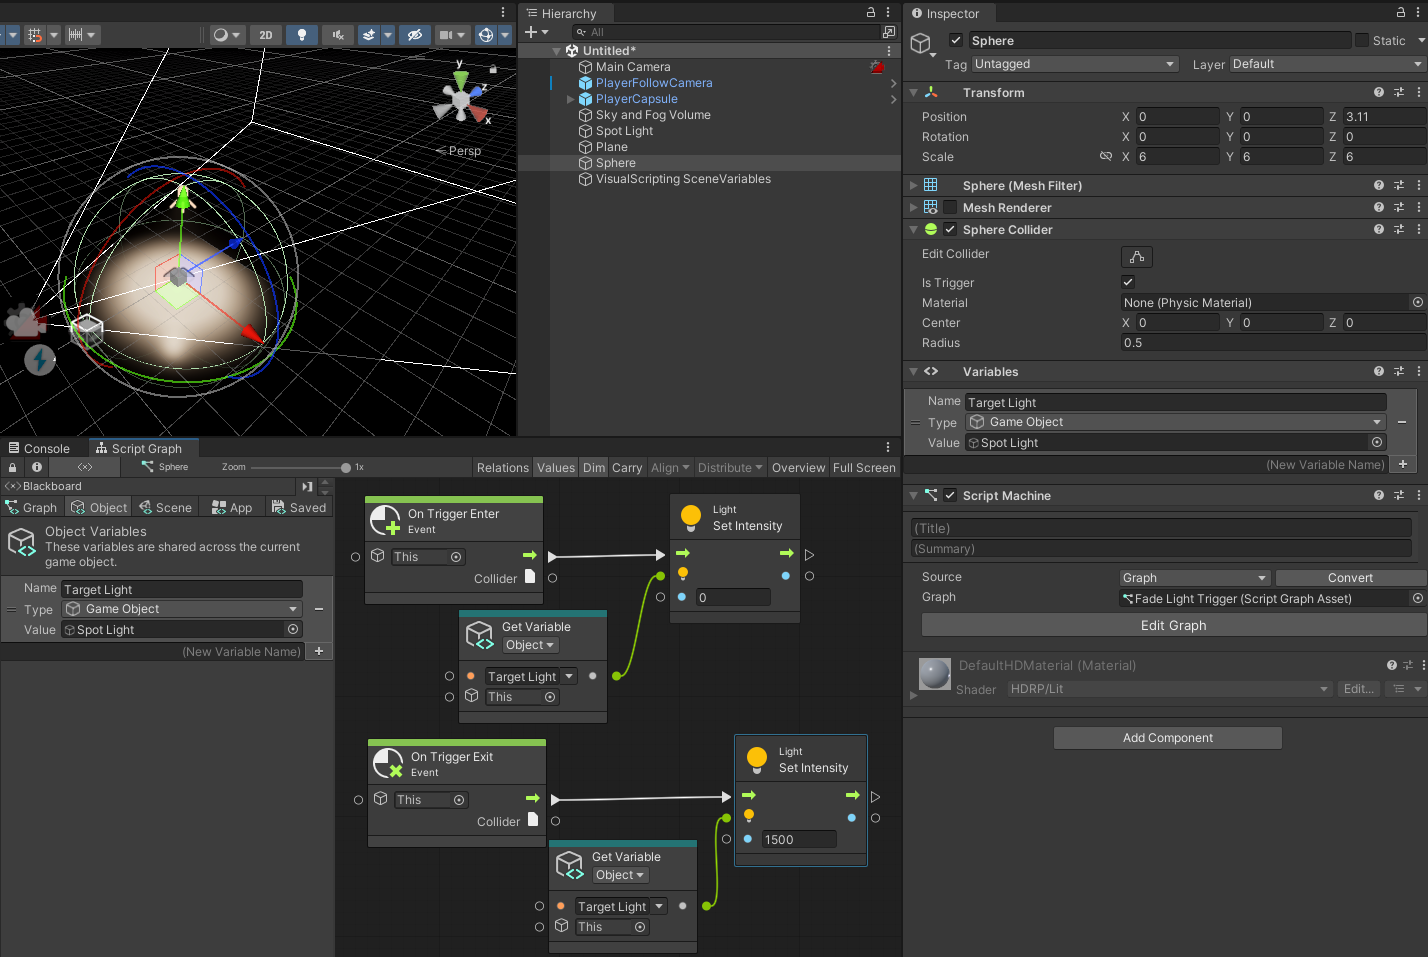 2D
y
z
x
Persp
Hierarchy
All
Untitled*
Main Camera
PlayerFollowCamera
PlayerCapsule
Sky and Fog Volume
Spot Light
Plane
Sphere
VisualScripting SceneVariables
Inspector
Sphere
Static
Tag Untagged
Layer Default
Transform
Position X 0 Y 0 Z 3.11
Rotation X 0 Y 0 Z 0
Scale X 6 Y 6 Z 6
Sphere (Mesh Filter)
Mesh Renderer
Sphere Collider
Edit Collider
Is Trigger
Material None (Physic Material)
Center X 0 Y 0 Z 0
Radius 0.5
Variables
Name Target Light
Type Game Object
Value Spot Light
(New Variable Name)
Script Machine
(Title)
(Summary)
Source Graph Convert
Graph Fade Light Trigger (Script Graph Asset)
Edit Graph
DefaultHDMaterial (Material)
Shader HDRP/Lit Edit...
Add Component
Console
Script Graph
Sphere
Zoom 1x
Relations Values Dim Carry Align Distribute Overview Full Screen
Blackboard
Graph Object Scene App Saved
Object Variables
These variables are shared across the current
game object.
Name Target Light
Type Game Object
Value Spot Light
(New Variable Name)
On Trigger Enter
Event
This
Collider
Light
Set Intensity
0
Get Variable
Object
Target Light
This
On Trigger Exit
Event
This
Collider
Light
Set Intensity
1500
Get Variable
Object
Target Light
This